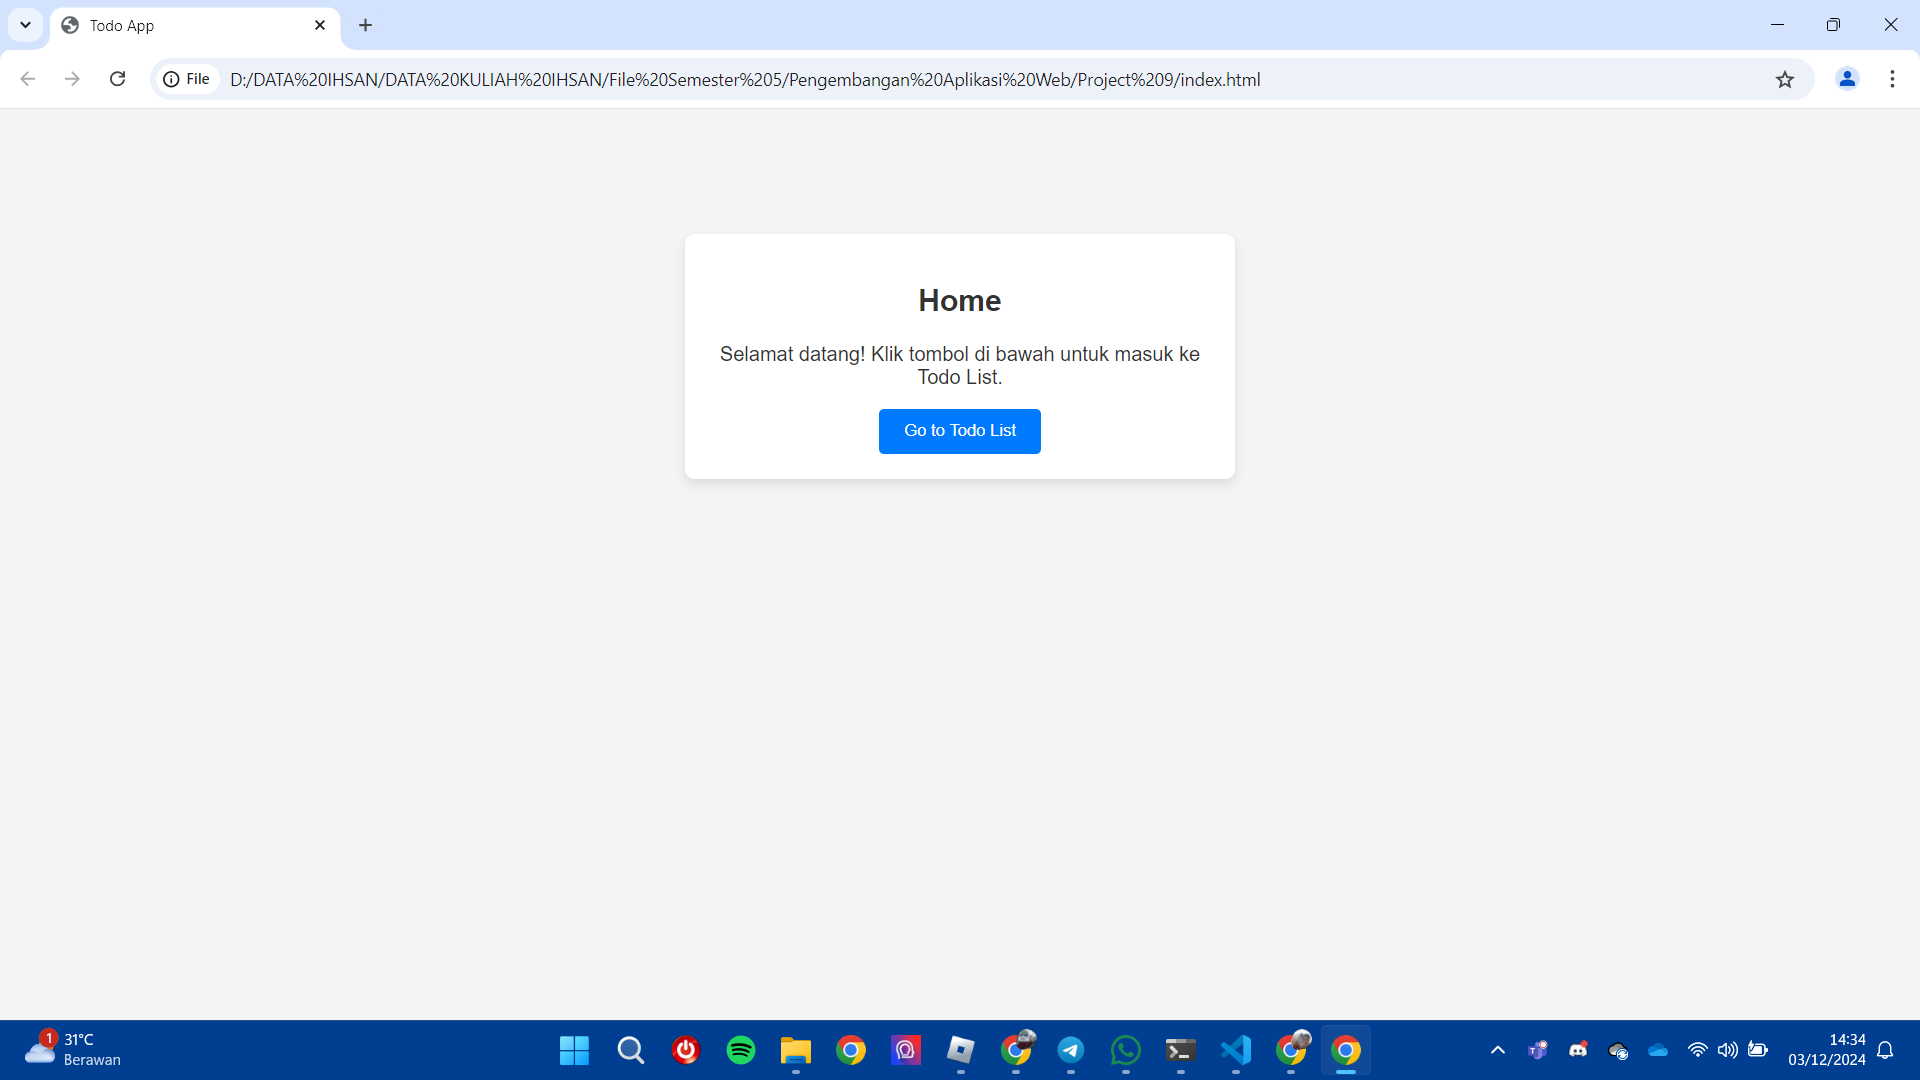 Todo App
File
D:/DATA%20IHSAN/DATA%20KULIAH%20IHSAN/File%20Semester%205/Pengembangan%20Aplikasi%20Web/Project%209/index.html
Home
Selamat datang! Klik tombol di bawah untuk masuk ke
Todo List.
Go to Todo List
1
31°C
Berawan
14:34
03/12/2024